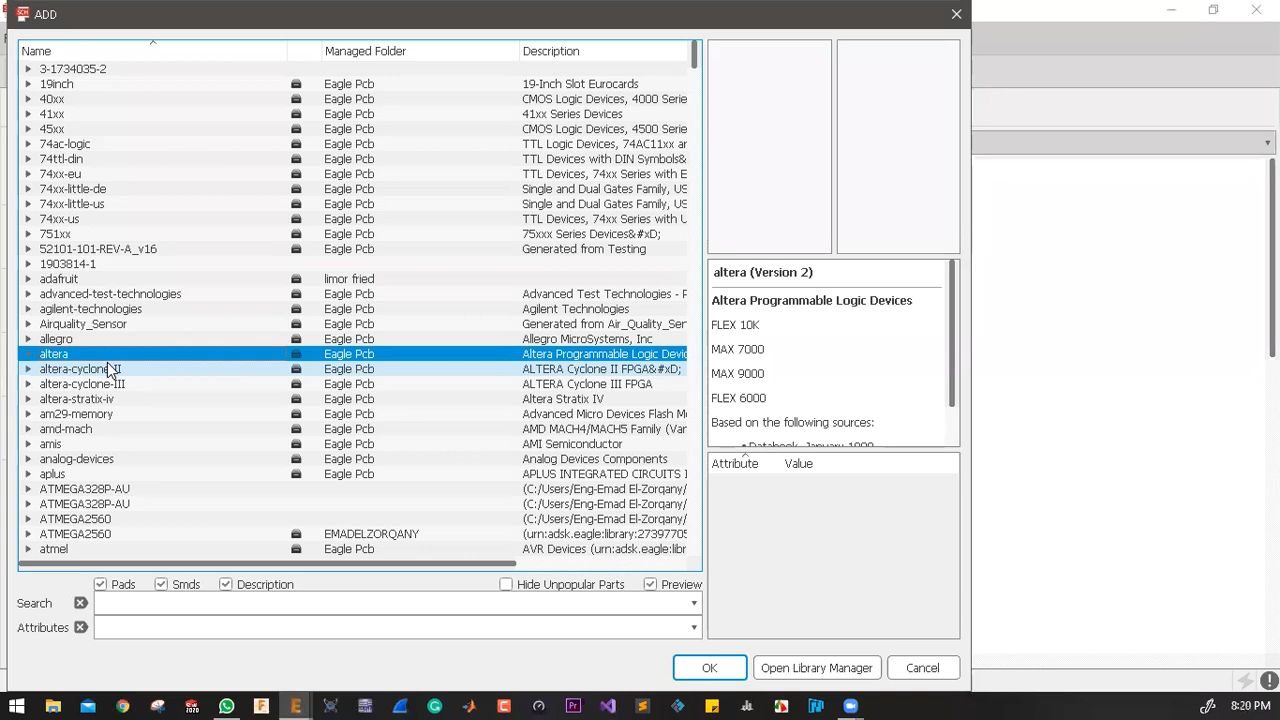 ADD
Name Managed Folder Description
3-1734035-2
19inch Eagle Pcb 19-Inch Slot Eurocards
40xx Eagle Pcb CMOS Logic Devices, 4000 Serie
41xx Eagle Pcb 41xx Series Devices
45xx Eagle Pcb CMOS Logic Devices, 4500 Serie
74ac-logic Eagle Pcb TTL Logic Devices, 74AC11xx ar
74ttl-din Eagle Pcb TTL Devices with DIN Symbols&
74xx-eu Eagle Pcb TTL Devices, 74xx Series with E
74xx-little-de Eagle Pcb Single and Dual Gates Family, US
74xx-little-us Eagle Pcb Single and Dual Gates Family, US
74xx-us Eagle Pcb TTL Devices, 74xx Series with U
751xx Eagle Pcb 75xxx Series Devices&#xD;
52101-101-REV-A_v16 Eagle Pcb Generated from Testing
1903814-1
adafruit limor fried
advanced-test-technologies Eagle Pcb Advanced Test Technologies - P
agilent-technologies Eagle Pcb Agilent Technologies
Airquality_Sensor Eagle Pcb Generated from Air_Quality_Sen
allegro Eagle Pcb Allegro MicroSystems, Inc
altera Eagle Pcb Altera Programmable Logic Devic
altera-cyclone-II Eagle Pcb ALTERA Cyclone II FPGA&#xD;
altera-cyclone-III Eagle Pcb ALTERA Cyclone III FPGA
altera-stratix-iv Eagle Pcb Altera Stratix IV
am29-memory Eagle Pcb Advanced Micro Devices Flash M
amd-mach Eagle Pcb AMD MACH4/MACH5 Family (Van
amis Eagle Pcb AMI Semiconductor
analog-devices Eagle Pcb Analog Devices Components
aplus Eagle Pcb APLUS INTEGRATED CIRCUITS I
ATMEGA328P-AU (C:/Users/Eng-Emad El-Zorqany/
ATMEGA328P-AU (C:/Users/Eng-Emad El-Zorqany/
ATMEGA2560 (C:/Users/Eng-Emad El-Zorqany/
ATMEGA2560 EMADELZORQANY (urn:adsk.eagle:library:27397705
atmel Eagle Pcb AVR Devices (urn:adsk.eagle:libr
Pads Smds Description Hide Unpopular Parts Preview
Search
Attributes
altera (Version 2)
Altera Programmable Logic Devices
FLEX 10K
MAX 7000
MAX 9000
FLEX 6000
Based on the following sources:
Databook, January 1998
Attribute Value
OK Open Library Manager Cancel
8:20 PM